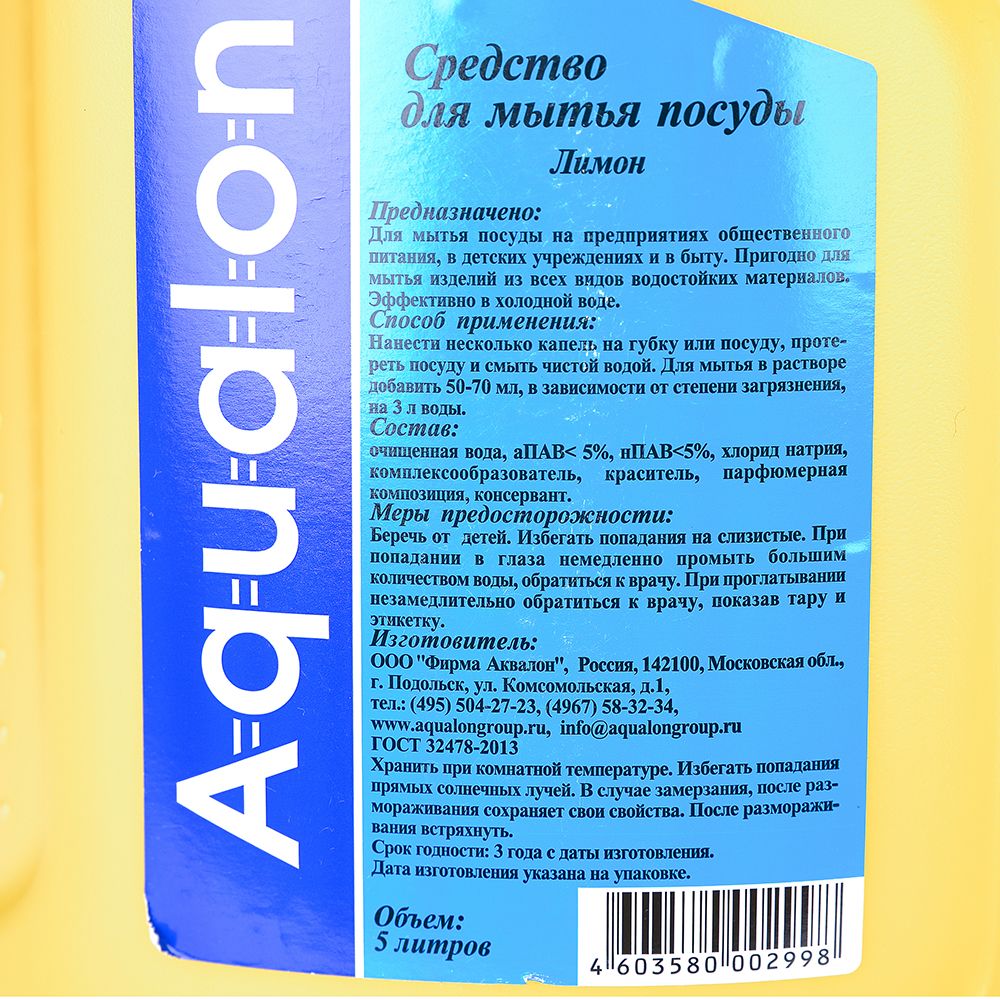 A=q=u=a=l=o=n
Средство
для мытья посуды
Лимон
Предназначено:
Для мытья посуды на предприятиях общественного
питания, в детских учреждениях и в быту. Пригодно для
мытья изделий из всех видов водостойких материалов.
Эффективно в холодной воде.
Способ применения:
Нанести несколько капель на губку или посуду, проте-
реть посуду и смыть чистой водой. Для мытья в растворе
добавить 50-70 мл, в зависимости от степени загрязнения,
на 3 л воды.
Состав:
очищенная вода, аПАВ< 5%, нПАВ<5%, хлорид натрия,
комплексообразователь, краситель, парфюмерная
композиция, консервант.
Меры предосторожности:
Беречь от детей. Избегать попадания на слизистые. При
попадании в глаза немедленно промыть большим
количеством воды, обратиться к врачу. При проглатывании
незамедлительно обратиться к врачу, показав тару и
этикетку.
Изготовитель:
ООО "Фирма Аквалон", Россия, 142100, Московская обл.,
г. Подольск, ул. Комсомольская, д.1,
тел.: (495) 504-27-23, (4967) 58-32-34,
www.aqualongroup.ru, info@aqualongroup.ru
ГОСТ 32478-2013
Хранить при комнатной температуре. Избегать попадания
прямых солнечных лучей. В случае замерзания, после раз-
мораживания сохраняет свои свойства. После разморажи-
вания встряхнуть.
Срок годности: 3 года с даты изготовления.
Дата изготовления указана на упаковке.
Объем:
5 литров
4 603580 002998